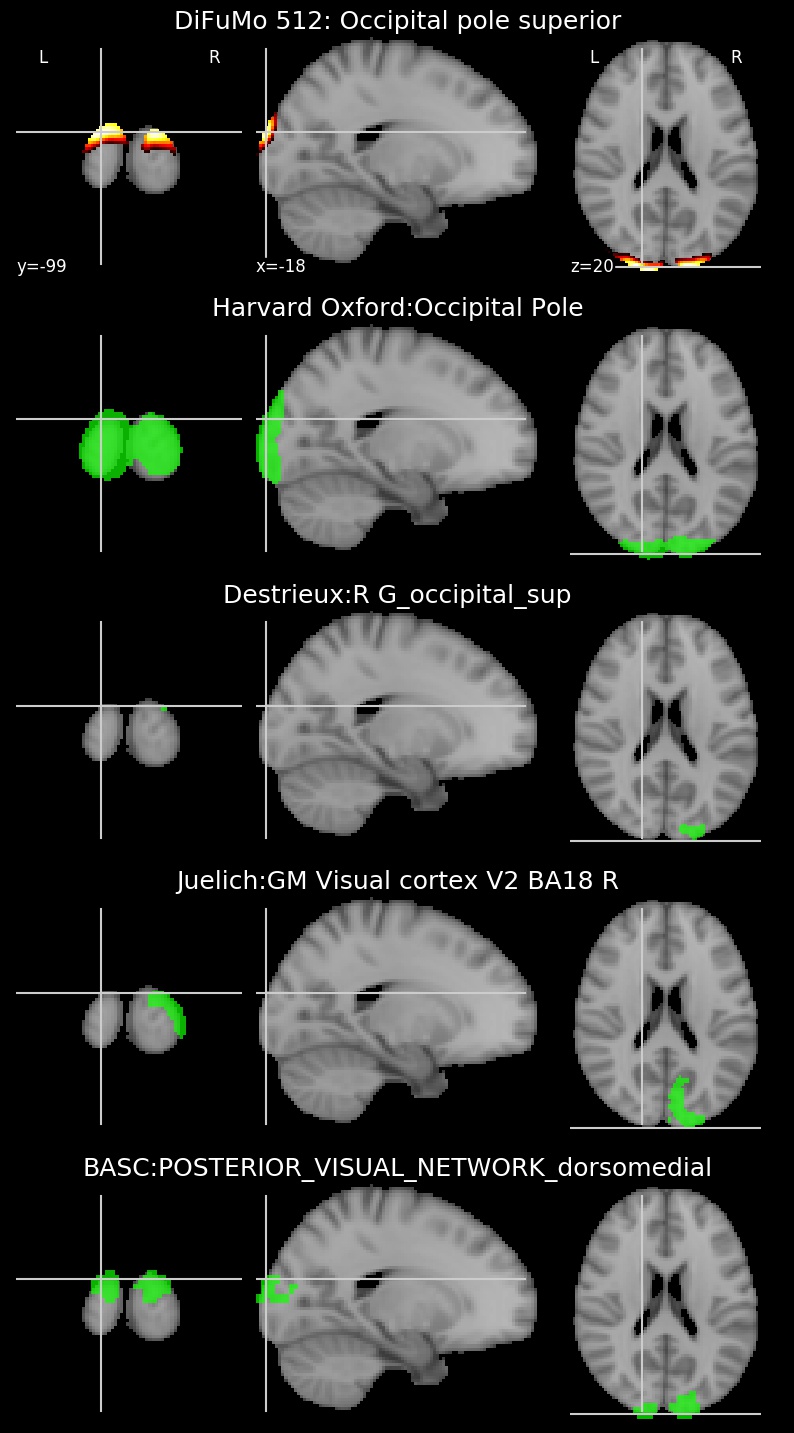 DiFuMo 512: Occipital pole superior
L R L R
y=-99 x=-18 z=20
Harvard Oxford:Occipital Pole
Destrieux:R G_occipital_sup
Juelich:GM Visual cortex V2 BA18 R
BASC:POSTERIOR_VISUAL_NETWORK_dorsomedial